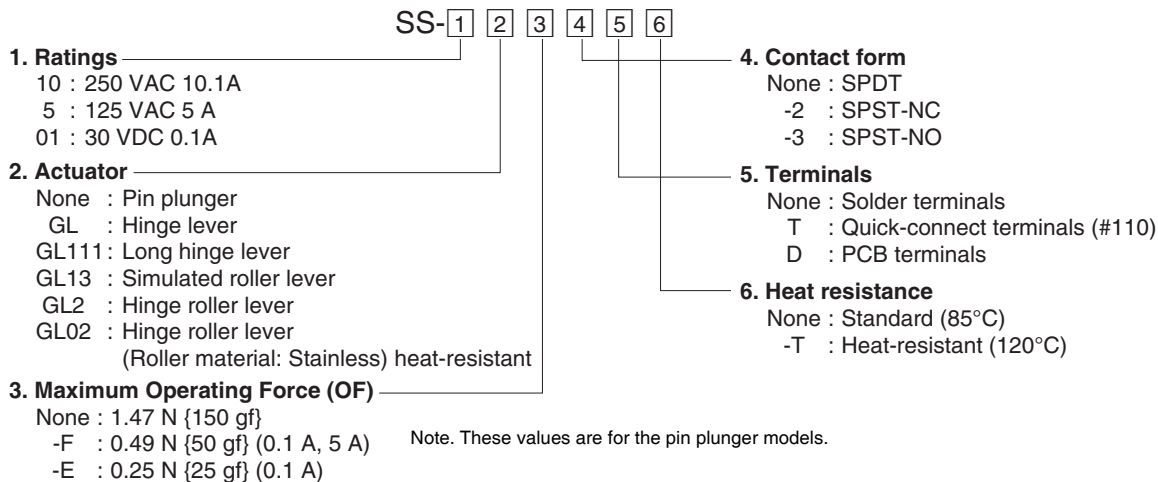 SS-1 2 3 4 5 6
1. Ratings
10 : 250 VAC 10.1A
5 : 125 VAC 5 A
01 : 30 VDC 0.1A
2. Actuator
None : Pin plunger
GL : Hinge lever
GL111 : Long hinge lever
GL13 : Simulated roller lever
GL2 : Hinge roller lever
GL02 : Hinge roller lever
(Roller material: Stainless) heat-resistant
3. Maximum Operating Force (OF)
None : 1.47 N {150 gf}
-F : 0.49 N {50 gf} (0.1 A, 5 A)
-E : 0.25 N {25 gf} (0.1 A)
Note. These values are for the pin plunger models.
4. Contact form
None : SPDT
-2 : SPST-NC
-3 : SPST-NO
5. Terminals
None : Solder terminals
T : Quick-connect terminals (#110)
D : PCB terminals
6. Heat resistance
None : Standard (85°C)
-T : Heat-resistant (120°C)